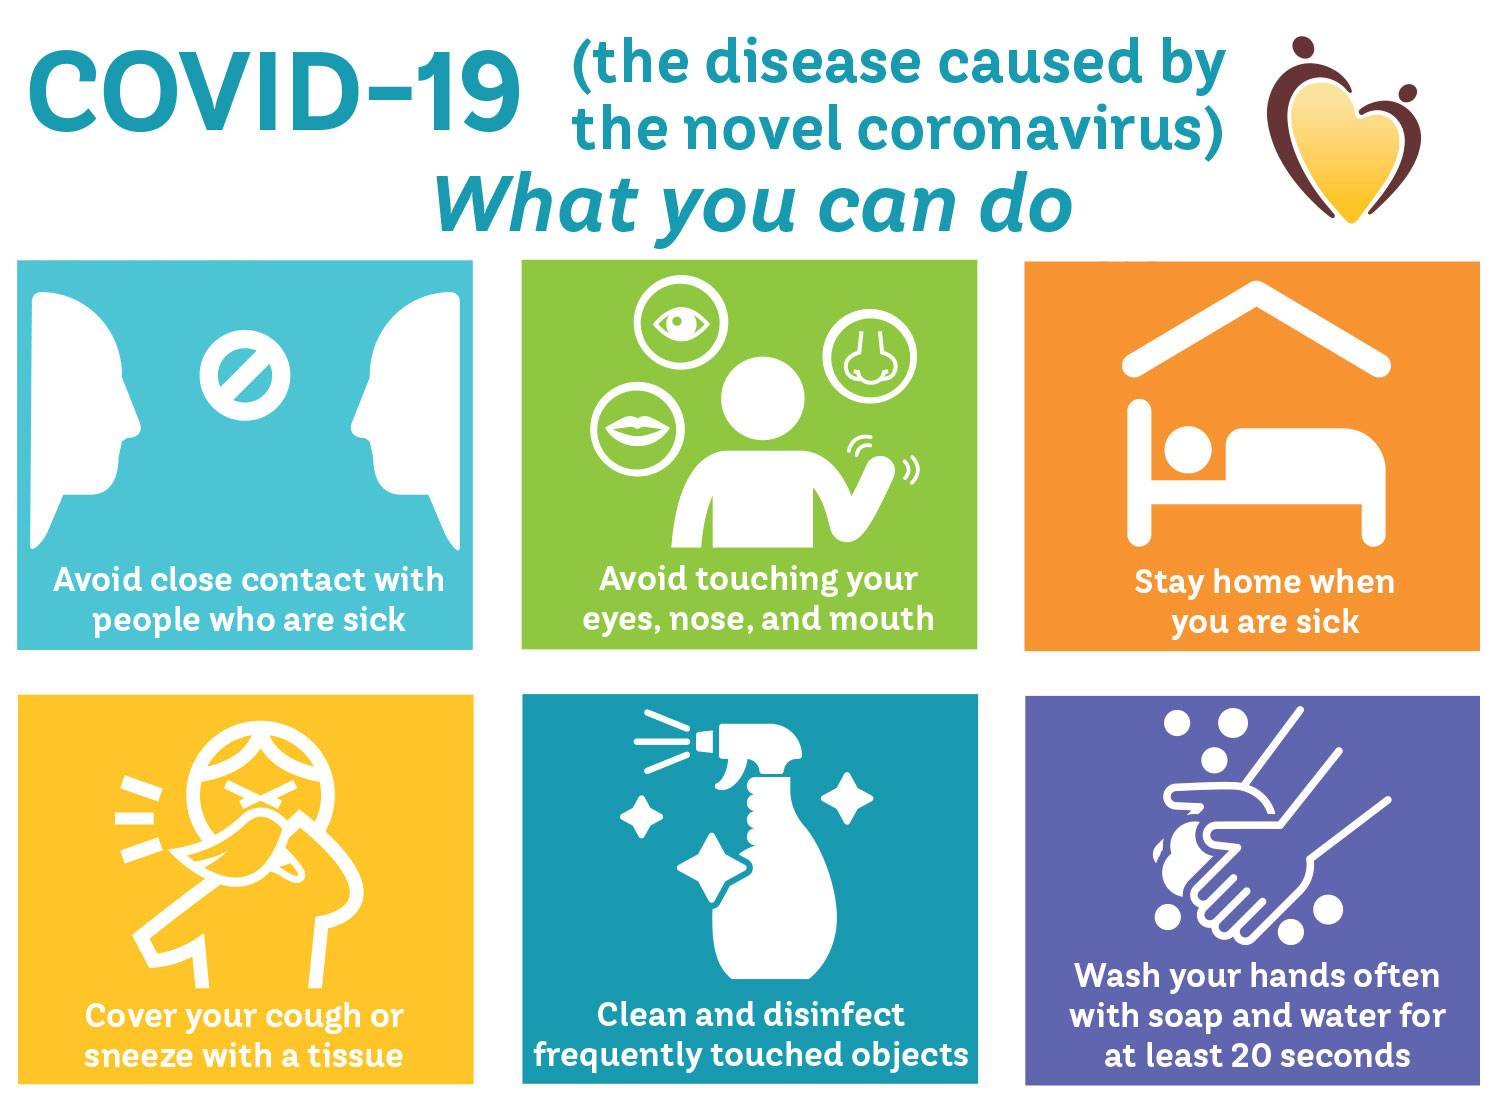 COVID-19
(the disease caused by
the novel coronavirus)
What you can do
Avoid close contact with
people who are sick
Avoid touching your
eyes, nose, and mouth
Stay home when
you are sick
Cover your cough or
sneeze with a tissue
Clean and disinfect
frequently touched objects
Wash your hands often
with soap and water for
at least 20 seconds